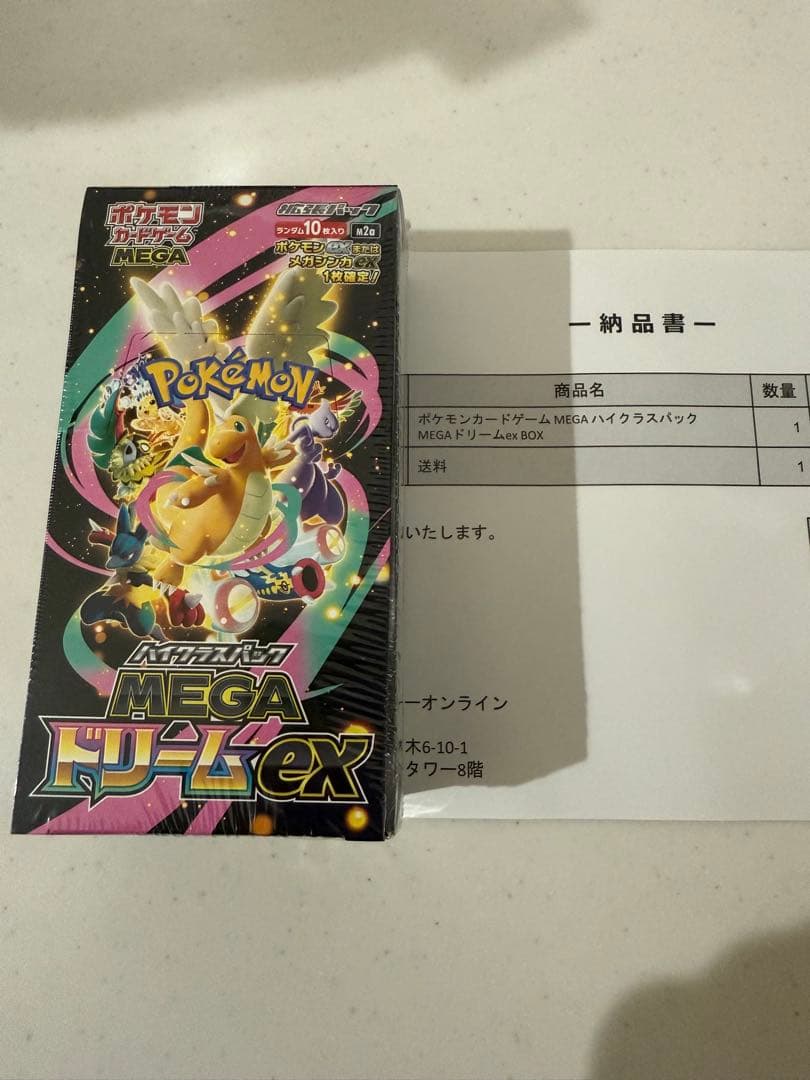 ポケモン
カードゲーム
MEGA
拡張パック
ランダム10枚入り
M2a
ポケモンexまたは
メガシンカex
1枚確定!
POKéMON
ハイクラスパック
MEGA
ドリームex
ー納品書ー
商品名
数量
ポケモンカードゲーム MEGA ハイクラスパック
MEGAドリームex BOX
1
送料
1
いたします。
ーオンライン
木6-10-1
タワー8階